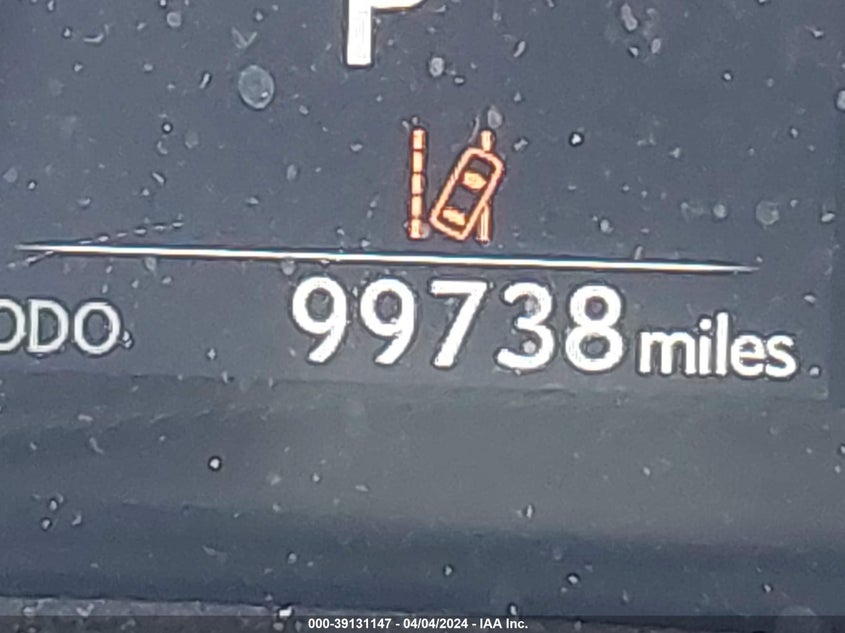 P
ODO
99738 miles
000-39131147 - 04/04/2024 - IAA Inc.